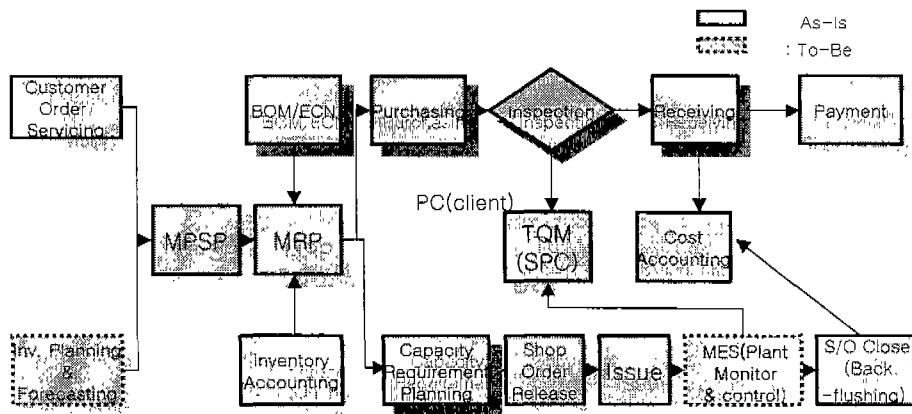 As-Is
: To-Be
Customer
Order/
Servicing
BOM/ECN
Purchasing
Inspection
Receiving
Payment
PC(client)
MPSP
MRP
TQM
(SPC)
Cost
Accounting
Inv. Planning
&
Forecasting
Inventory
Accounting
Capacity
Requirement
Planning
Shop
Order
Release
Issue
MES(Plant
Monitor
& control)
S/O Close
(Back
-flushing)